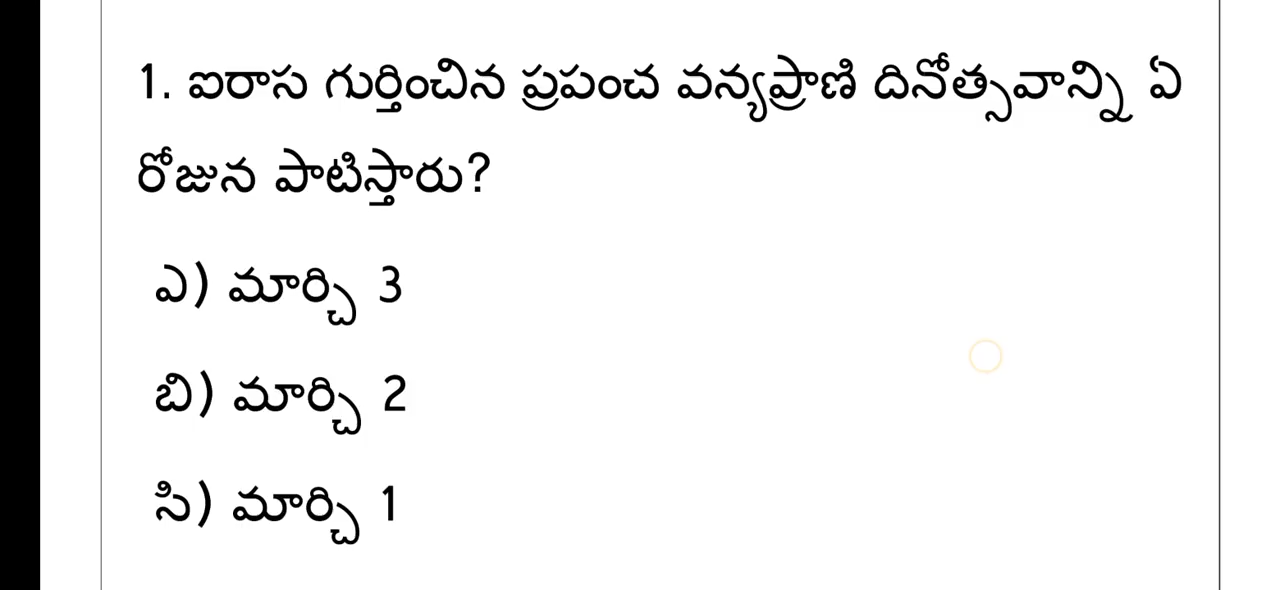 1. ఐరాస గుర్తించిన ప్రపంచ వన్యప్రాణి దినోత్సవాన్ని ఏ
రోజున పాటిస్తారు?
ఎ) మార్చి 3
బి) మార్చి 2
సి) మార్చి 1